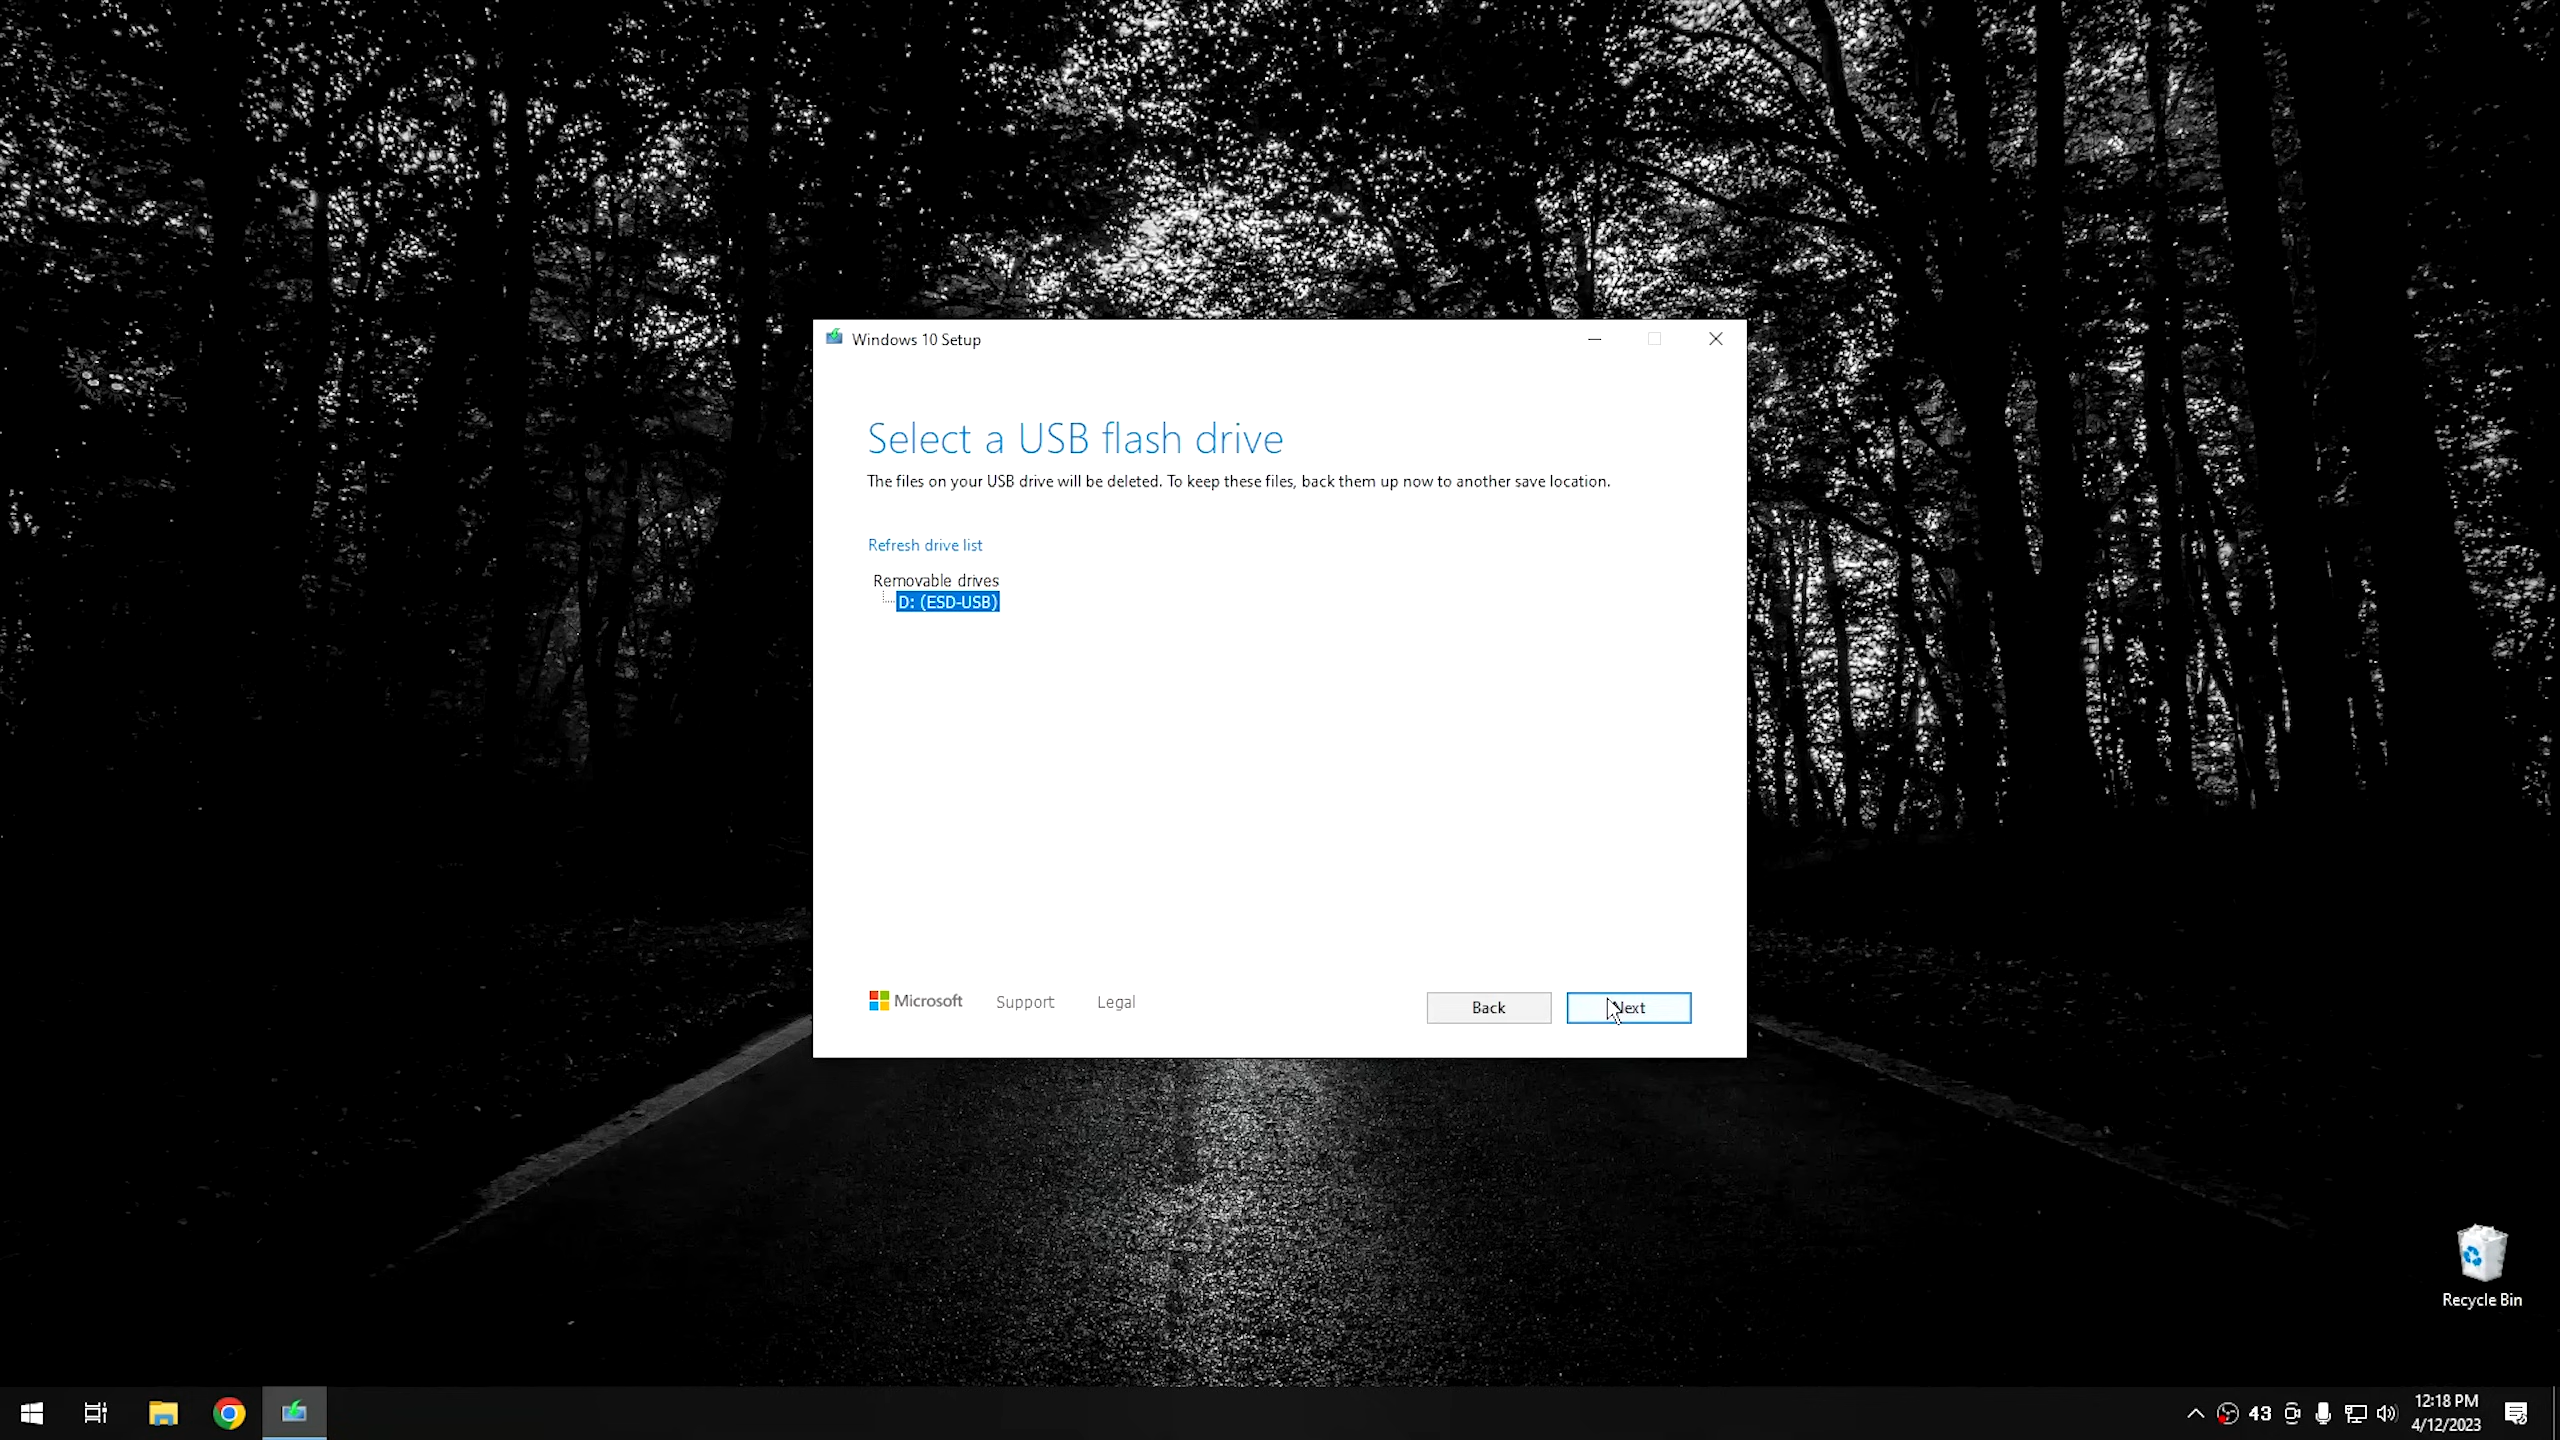 Windows 10 Setup
Select a USB flash drive
The files on your USB drive will be deleted. To keep these files, back them up now to another save location.
Refresh drive list
Removable drives
D: (ESD-USB)
Microsoft
Support
Legal
Back
Next
Recycle Bin
43
12:18 PM
4/12/2023